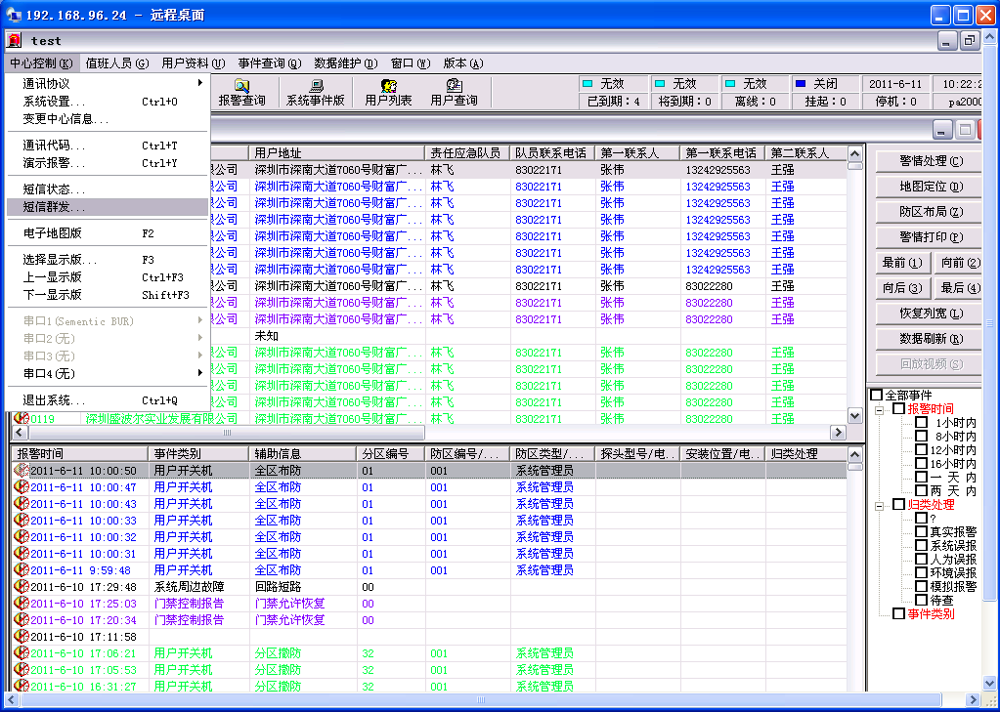 192.168.96.24 - 远程桌面
test
中心控制(K) 值班人员(G) 用户资料(U) 事件查询(Q) 数据维护(D) 窗口(W) 版本(A)
通讯协议
系统设置... Ctrl+O
变更中心信息...
通讯代码... Ctrl+T
演示报警... Ctrl+Y
短信状态...
短信群发...
电子地图版 F2
选择显示版... F3
上一显示版 Ctrl+F3
下一显示版 Shift+F3
串口1(Sementic BUR)
串口2(无)
串口3(无)
串口4(无)
退出系统... Ctrl+Q
报警查询 系统事件版 用户列表 用户查询
无效 无效 无效 关闭 2011-6-11 10:22:2
已到期：4 将到期：0 离线：0 挂起：0 停机：0 pa2000
用户地址 责任应急队员 队员联系电话 第一联系人 第一联系电话 第二联系人
限公司 深圳市深南大道7060号财富广... 林飞 83022171 张伟 13242925563 王强
限公司 深圳市深南大道7060号财富广... 林飞 83022171 张伟 13242925563 王强
限公司 深圳市深南大道7060号财富广... 林飞 83022171 张伟 13242925563 王强
限公司 深圳市深南大道7060号财富广... 林飞 83022171 张伟 13242925563 王强
限公司 深圳市深南大道7060号财富广... 林飞 83022171 张伟 13242925563 王强
限公司 深圳市深南大道7060号财富广... 林飞 83022171 张伟 13242925563 王强
限公司 深圳市深南大道7060号财富广... 林飞 83022171 张伟 13242925563 王强
限公司 深圳市深南大道7060号财富广... 林飞 83022171 张伟 83022280 王强
限公司 深圳市深南大道7060号财富广... 林飞 83022171 张伟 83022280 王强
限公司 深圳市深南大道7060号财富广... 林飞 83022171 张伟 83022280 王强
未知
限公司 深圳市深南大道7060号财富广... 林飞 83022171 张伟 83022280 王强
限公司 深圳市深南大道7060号财富广... 林飞 83022171 张伟 83022280 王强
限公司 深圳市深南大道7060号财富广... 林飞 83022171 张伟 83022280 王强
限公司 深圳市深南大道7060号财富广... 林飞 83022171 张伟 83022280 王强
0119 深圳盛波尔实业发展有限公司 深圳市深南大道7060号财富广... 林飞 83022171 张伟 83022280 王强
报警时间 事件类别 辅助信息 分区编号 防区编号/... 防区类型/... 探头型号/电... 安装位置/电... 归类处理
2011-6-11 10:00:50 用户开关机 全区布防 01 001 系统管理员
2011-6-11 10:00:47 用户开关机 全区布防 01 001 系统管理员
2011-6-11 10:00:43 用户开关机 全区布防 01 001 系统管理员
2011-6-11 10:00:33 用户开关机 全区布防 01 001 系统管理员
2011-6-11 10:00:32 用户开关机 全区布防 01 001 系统管理员
2011-6-11 10:00:31 用户开关机 全区布防 01 001 系统管理员
2011-6-11 9:59:48 用户开关机 全区布防 01 001 系统管理员
2011-6-10 17:29:48 系统周边故障 回路短路 00
2011-6-10 17:25:03 门禁控制报告 门禁允许恢复 00
2011-6-10 17:20:34 门禁控制报告 门禁允许恢复 00
2011-6-10 17:11:58
2011-6-10 17:06:21 用户开关机 分区撤防 32 001 系统管理员
2011-6-10 17:05:53 用户开关机 分区撤防 32 001 系统管理员
2011-6-10 16:31:27 用户开关机 分区撤防 32 001 系统管理员
警情处理(C)
地图定位(D)
防区布局(Z)
警情打印(P)
最前(1) 向前(2)
向后(3) 最后(4)
恢复列宽(L)
数据刷新(R)
回放视频(S)
全部事件
报警时间
1小时内
8小时内
12小时内
16小时内
一 天 内
两 天 内
归类处理
?
真实报警
系统误报
人为误报
环境误报
模拟报警
待查
事件类别